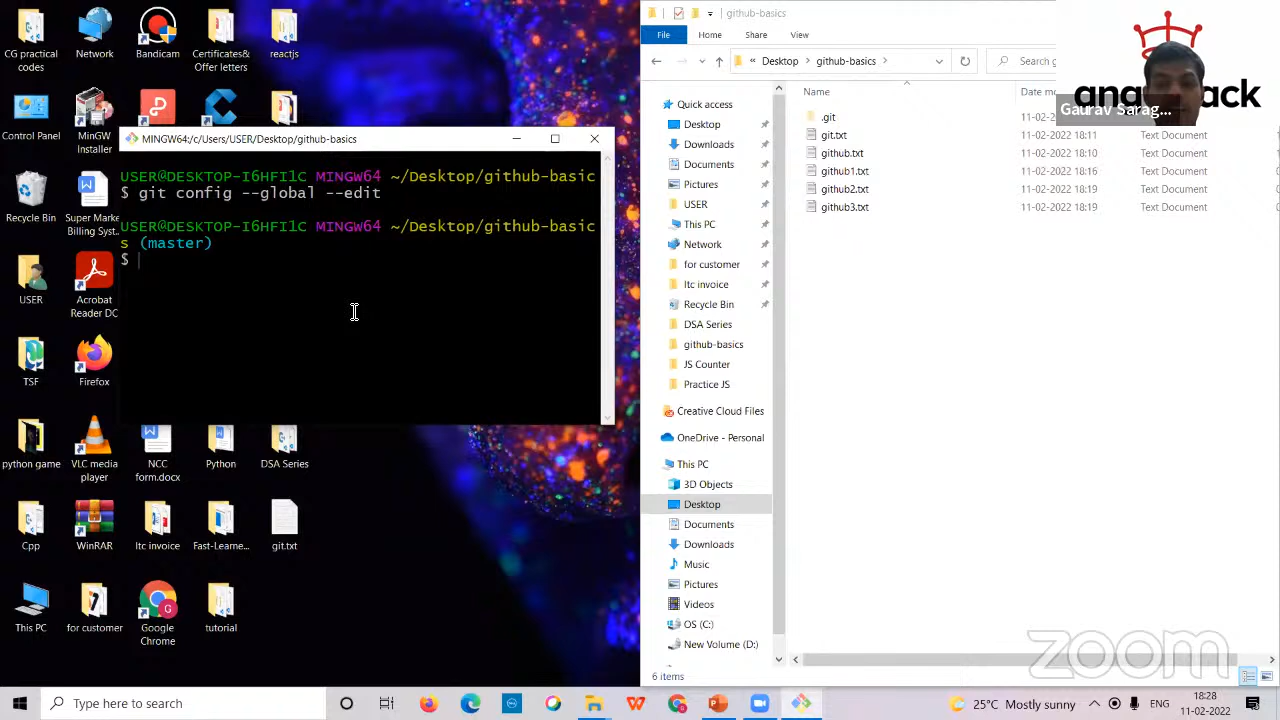 CG practical codes
Network
Bandicam
Certificates& Offer letters
reactjs
Control Panel
MinGW Installer
Recycle Bin
Super Marke
Billing Syst...
USER
Acrobat Reader DC
TSF
Firefox
python game
VLC media player
NCC form.docx
Python
DSA Series
Cpp
WinRAR
ltc invoice
Fast-Learne...
git.txt
This PC
for customer
Google Chrome
tutorial
MINGW64:/c/Users/USER/Desktop/github-basics
USER@DESKTOP-I6HFI1C MINGW64 ~/Desktop/github-basic
$ git config --global --edit
USER@DESKTOP-I6HFI1C MINGW64 ~/Desktop/github-basic
s (master)
$
github-basics
File Home Share View
« Desktop > github-basics >
Search g
Quick access
Desktop
Downloads
Documents
Pictures
USER
This PC
Network
for customer
ltc invoice
Recycle Bin
DSA Series
github-basics
JS Counter
Practice JS
Creative Cloud Files
OneDrive - Personal
This PC
3D Objects
Desktop
Documents
Downloads
Music
Pictures
Videos
OS (C:)
New Volume (D:)
Name Date mo
.git
git.txt 11-02-2022 18:11 Text Document
github.txt 11-02-2022 18:10 Text Document
github1.txt 11-02-2022 18:16 Text Document
github2.txt 11-02-2022 18:19 Text Document
github3.txt 11-02-2022 18:19 Text Document
6 items
Gaurav Sarag...
ack
zoom
Type here to search
25°C Mostly sunny
ENG
18:28
11-02-2022